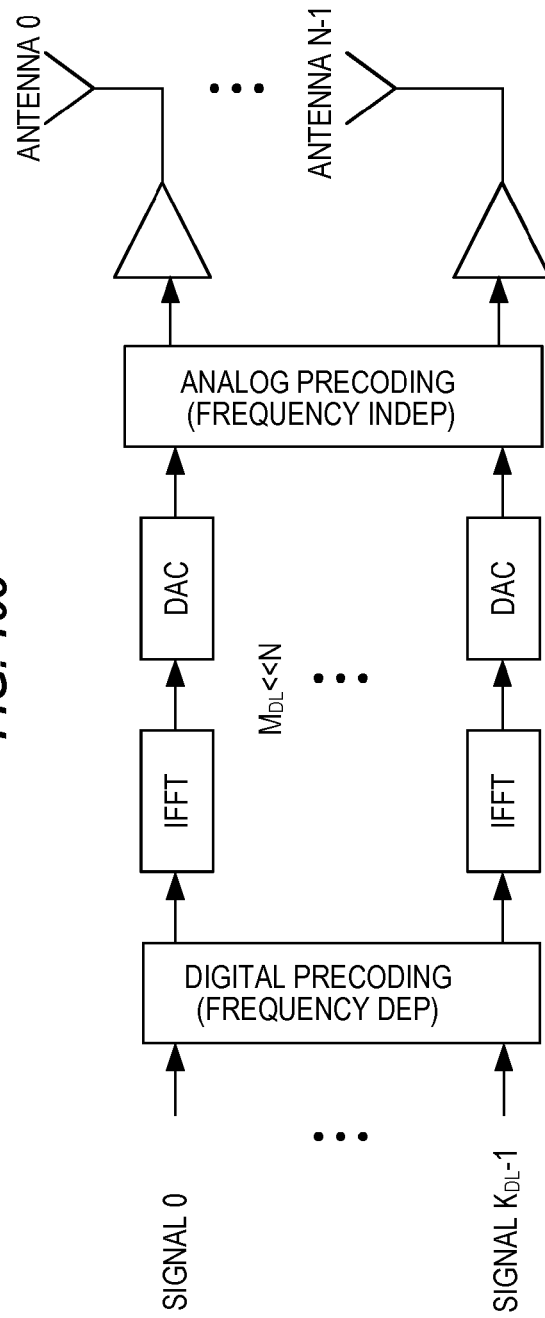 SIGNAL 0
SIGNAL K_DL-1
DIGITAL PRECODING
(FREQUENCY DEP)
IFFT
IFFT
M_DL<<N
DAC
DAC
ANALOG PRECODING
(FREQUENCY INDEP)
ANTENNA 0
ANTENNA N-1